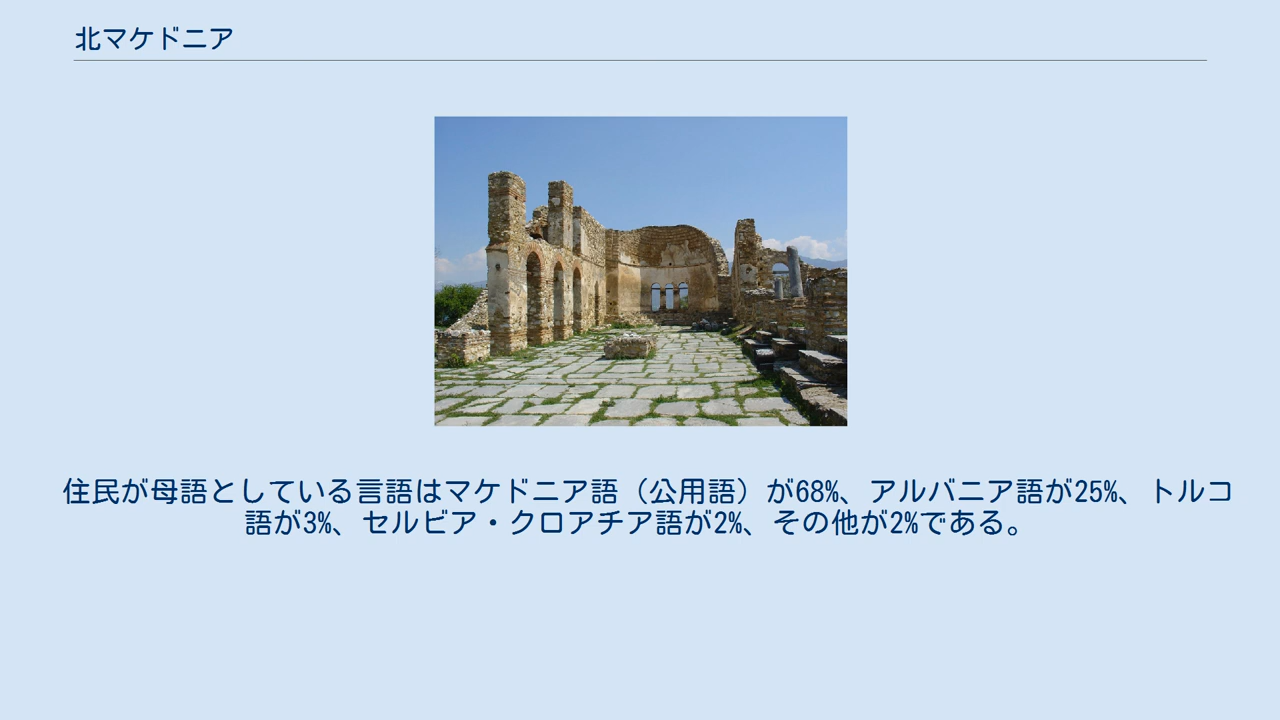 北マケドニア
住民が母語としている言語はマケドニア語（公用語）が68%、アルバニア語が25%、トルコ
語が3%、セルビア・クロアチア語が2%、その他が2%である。